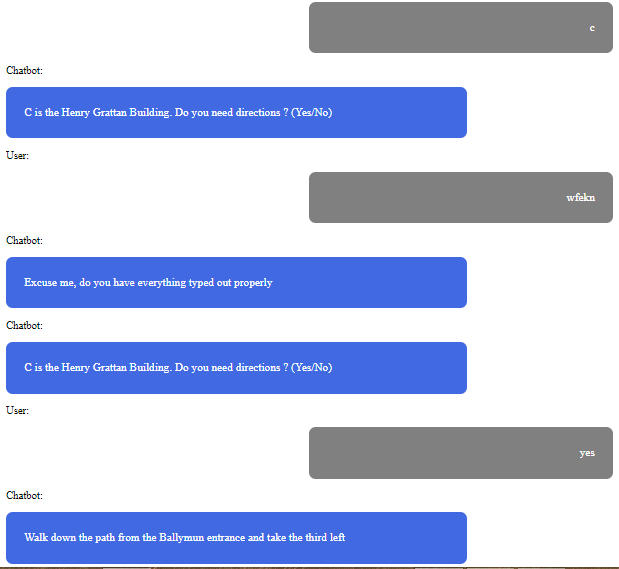 c
Chatbot:
C is the Henry Grattan Building. Do you need directions ? (Yes/No)
User:
wfekn
Chatbot:
Excuse me, do you have everything typed out properly
Chatbot:
C is the Henry Grattan Building. Do you need directions ? (Yes/No)
User:
yes
Chatbot:
Walk down the path from the Ballymun entrance and take the third left